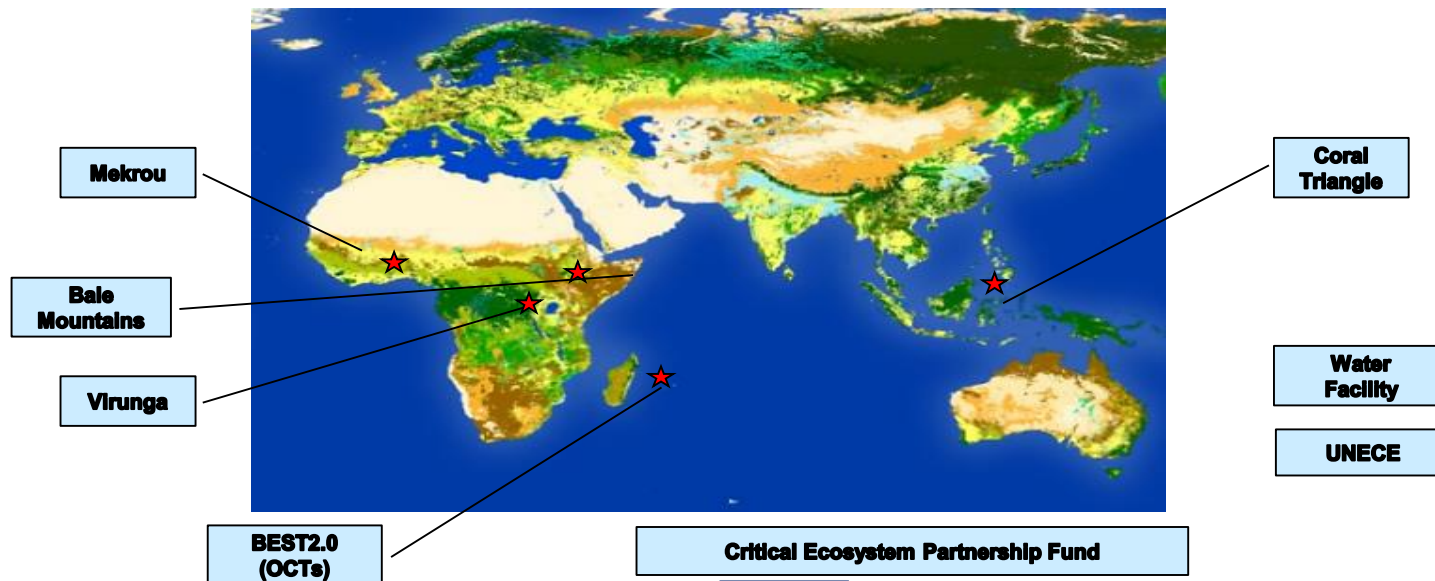 Mekrou
Coral
Triangle
Bale
Mountains
Virunga
Water
Facility
UNECE
BEST2.0
(OCTs)
Critical Ecosystem Partnership Fund